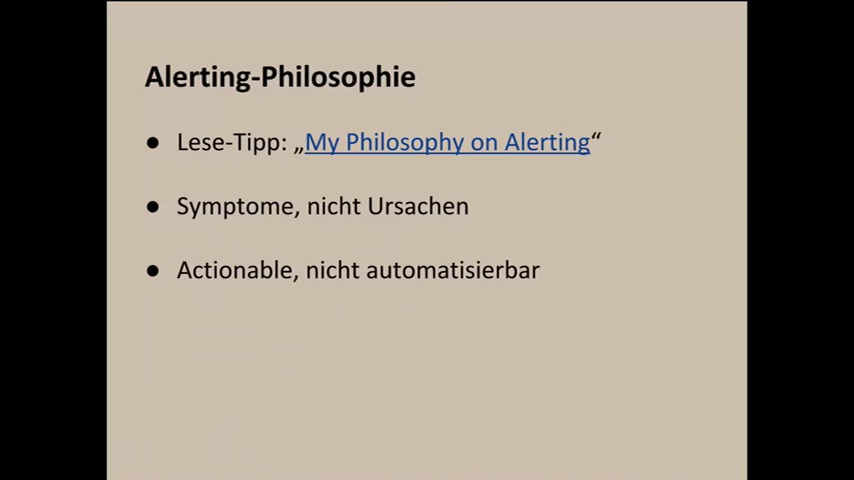 Alerting-Philosophie
● Lese-Tipp: „My Philosophy on Alerting“
● Symptome, nicht Ursachen
● Actionable, nicht automatisierbar